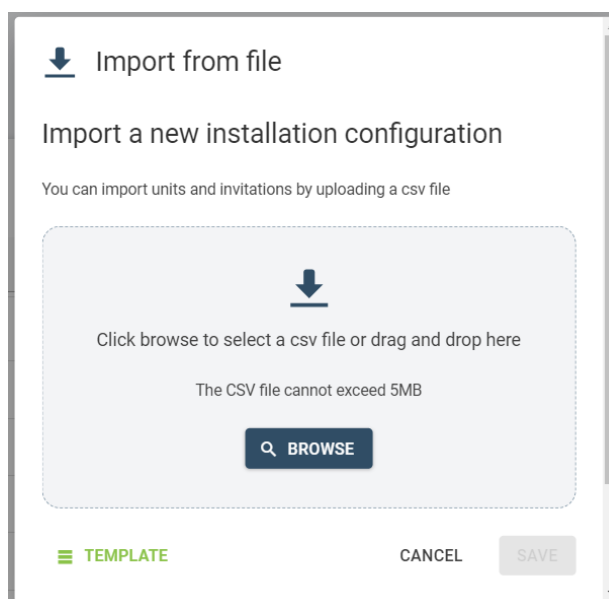 Import from file
Import a new installation configuration
You can import units and invitations by uploading a csv file
Click browse to select a csv file or drag and drop here
The CSV file cannot exceed 5MB
BROWSE
TEMPLATE
CANCEL
SAVE